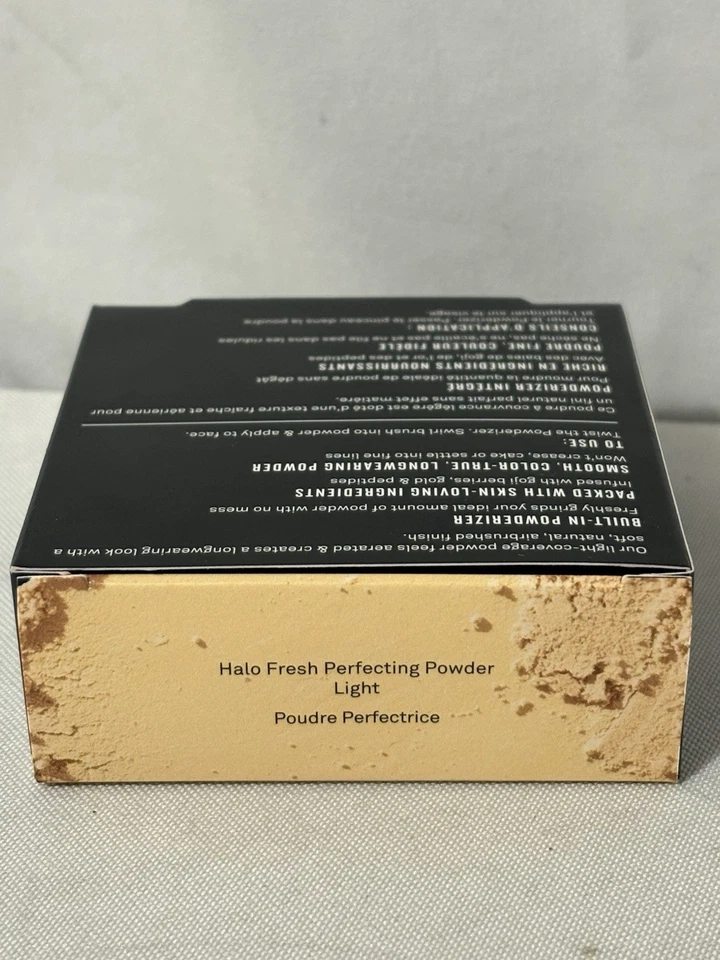 Halo Fresh Perfecting Powder
Light
Poudre Perfectrice
Our light-coverage powder feels aerated & creates a longwearing look with a
soft, natural, airbrushed finish.
BUILT-IN POWDERIZER
Freshly grinds your ideal amount of powder with no mess
PACKED WITH SKIN-LOVING INGREDIENTS
Infused with goji berries, gold & peptides
SMOOTH, COLOR-TRUE, LONGWEARING POWDER
Won't crease, cake or settle into fine lines
TO USE:
Twist the Powderizer. Swirl brush into powder & apply to face.
Ce poudre à couvrance légère est doté d'une texture fraîche et aérienne pour
un fini naturel parfait sans effet matière.
POWDERIZER INTÉGRÉ
Pour moudre la quantité idéale de poudre sans dégât
RICHE EN INGRÉDIENTS NOURRISSANTS
Avec des baies de goji, de l'or et des peptides
POUDRE FINE, COULEUR FIDÈLE
Ne sèche pas, ne s'écaille pas et ne file pas dans les ridules
CONSEILS D'APPLICATION :
Tourner le Powderizer. Passer le pinceau dans la poudre
et l'appliquer sur le visage.